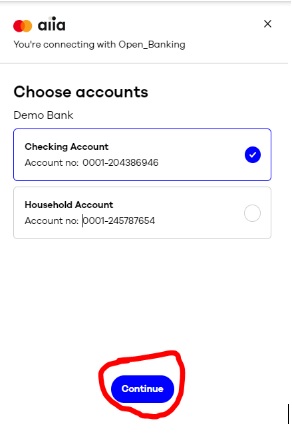 aiia
You're connecting with Open_Banking
Choose accounts
Demo Bank
Checking Account
Account no: 0001-204386946
Household Account
Account no: 0001-245787654
Continue